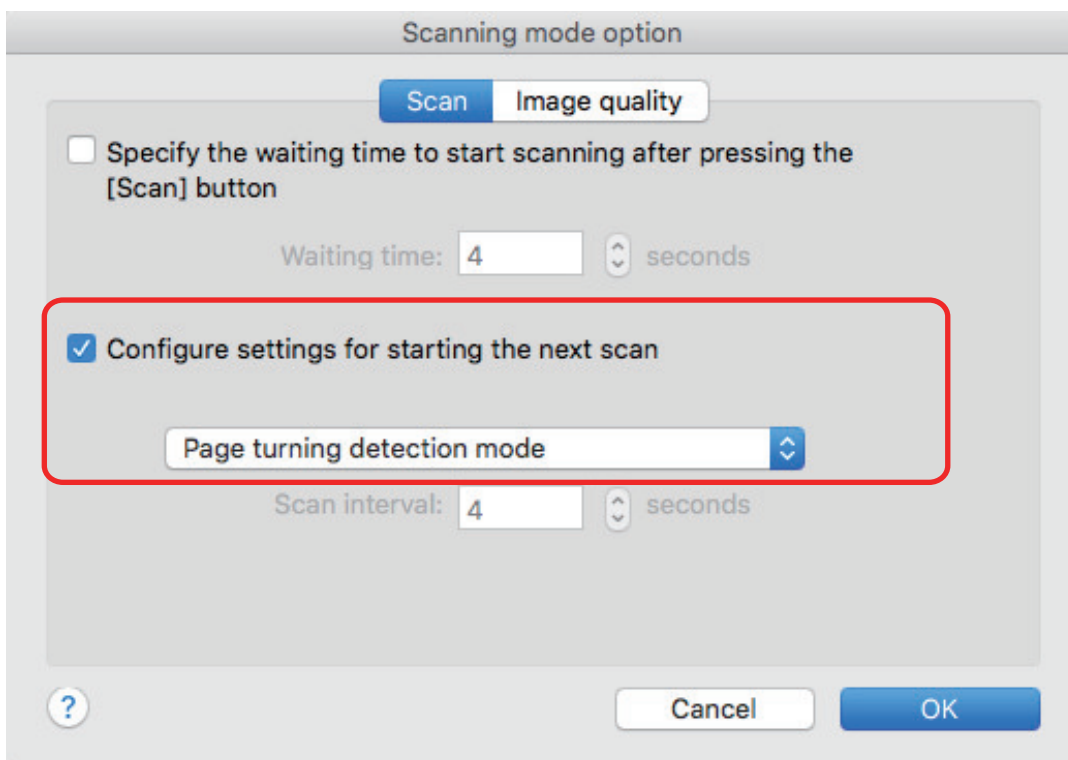 Scanning mode option
Scan Image quality
Specify the waiting time to start scanning after pressing the
[Scan] button
Waiting time: 4 seconds
Configure settings for starting the next scan
Page turning detection mode
Scan interval: 4 seconds
? Cancel OK